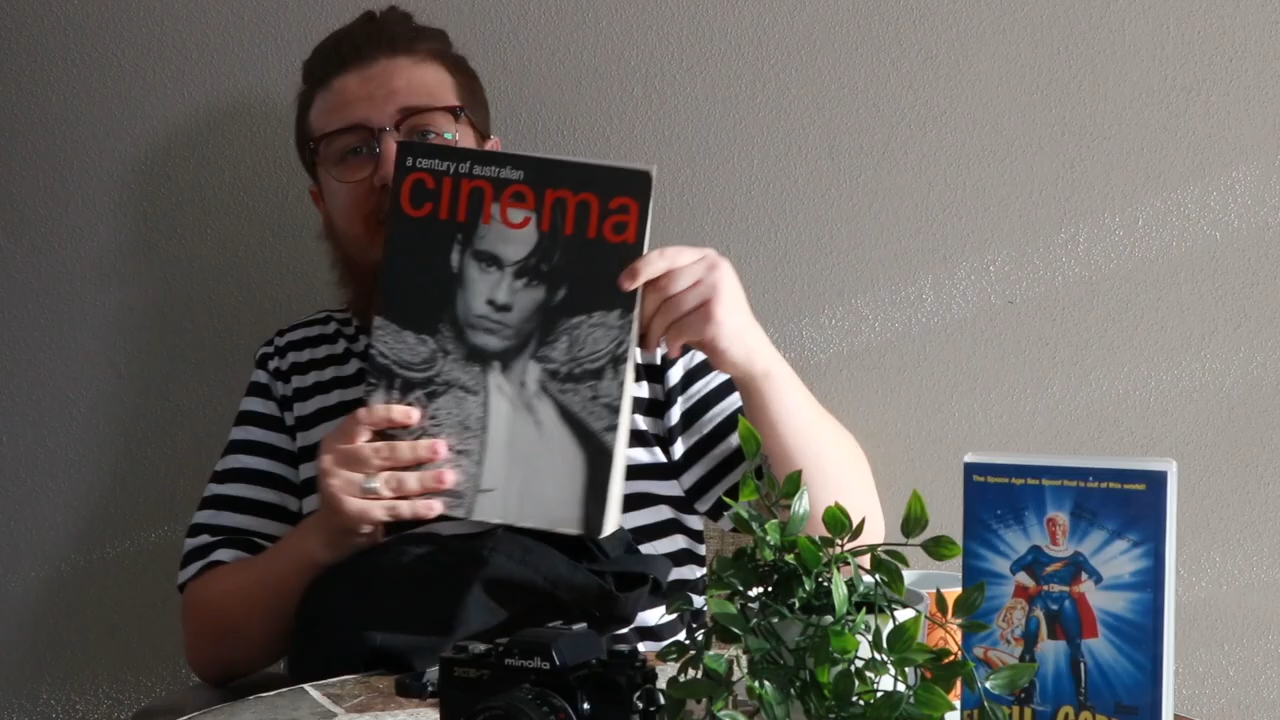 a century of australian
cinema
The Space Age Sex Spoof that is out of this world!
minolta